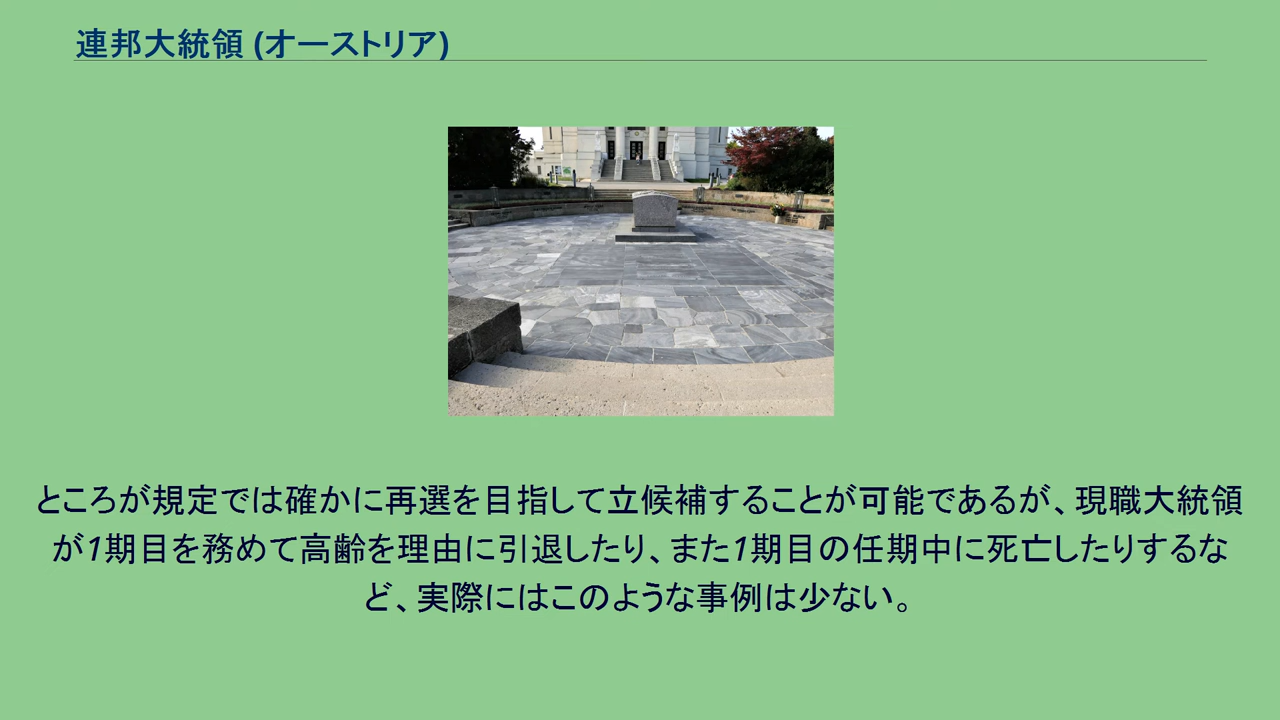 連邦大統領 (オーストリア)
ところが規定では確かに再選を目指して立候補することが可能であるが、現職大統領
が1期目を務めて高齢を理由に引退したり、また1期目の任期中に死亡したりするな
ど、実際にはこのような事例は少ない。